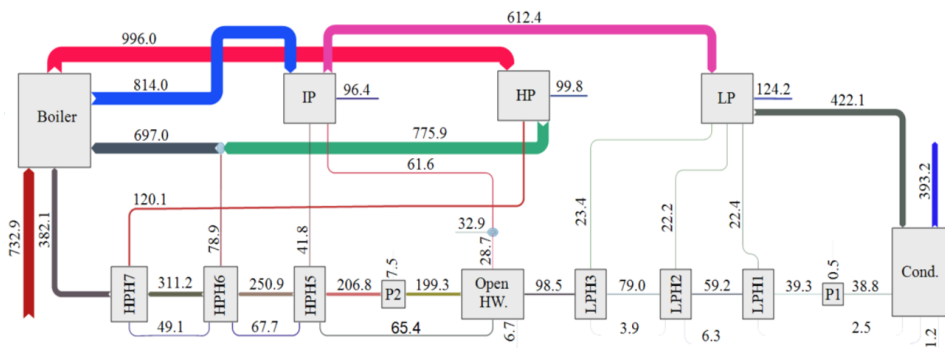 612.4
996.0
814.0
IP
96.4
HP
99.8
LP
124.2
422.1
Boiler
697.0
775.9
61.6
393.2
732.9
382.1
120.1
78.9
41.8
32.9
28.7
23.4
22.2
22.4
HPH7
311.2
HPH6
250.9
HPH5
206.8
7.5
P2
199.3
Open
HW.
98.5
LPH3
79.0
LPH2
59.2
LPH1
39.3
0.5
P1
38.8
Cond.
49.1
67.7
65.4
6.7
3.9
6.3
2.5
1.2